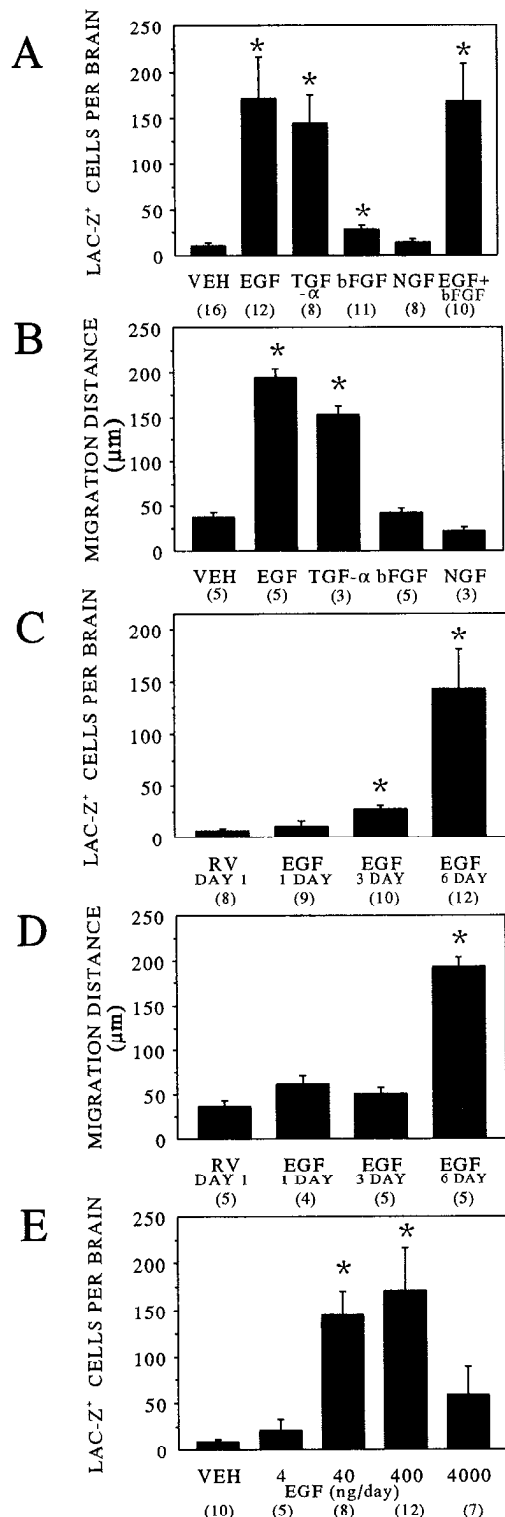 A
LAC-Z⁺ CELLS PER BRAIN
250
200
150
100
50
0
* * * *
VEH EGF TGF-α bFGF NGF EGF+bFGF
(16) (12) (8) (11) (8) (10)
B
MIGRATION DISTANCE (μm)
250
200
150
100
50
0
* *
VEH EGF TGF-α bFGF NGF
(5) (5) (3) (5) (3)
C
LAC-Z⁺ CELLS PER BRAIN
200
150
100
50
0
* *
RV DAY 1 EGF 1 DAY EGF 3 DAY EGF 6 DAY
(8) (9) (10) (12)
D
MIGRATION DISTANCE (μm)
250
200
150
100
50
0
*
RV DAY 1 EGF 1 DAY EGF 3 DAY EGF 6 DAY
(5) (4) (5) (5)
E
LAC-Z⁺ CELLS PER BRAIN
250
200
150
100
50
0
* *
VEH 4 40 400 4000
EGF (ng/day)
(10) (5) (8) (12) (7)